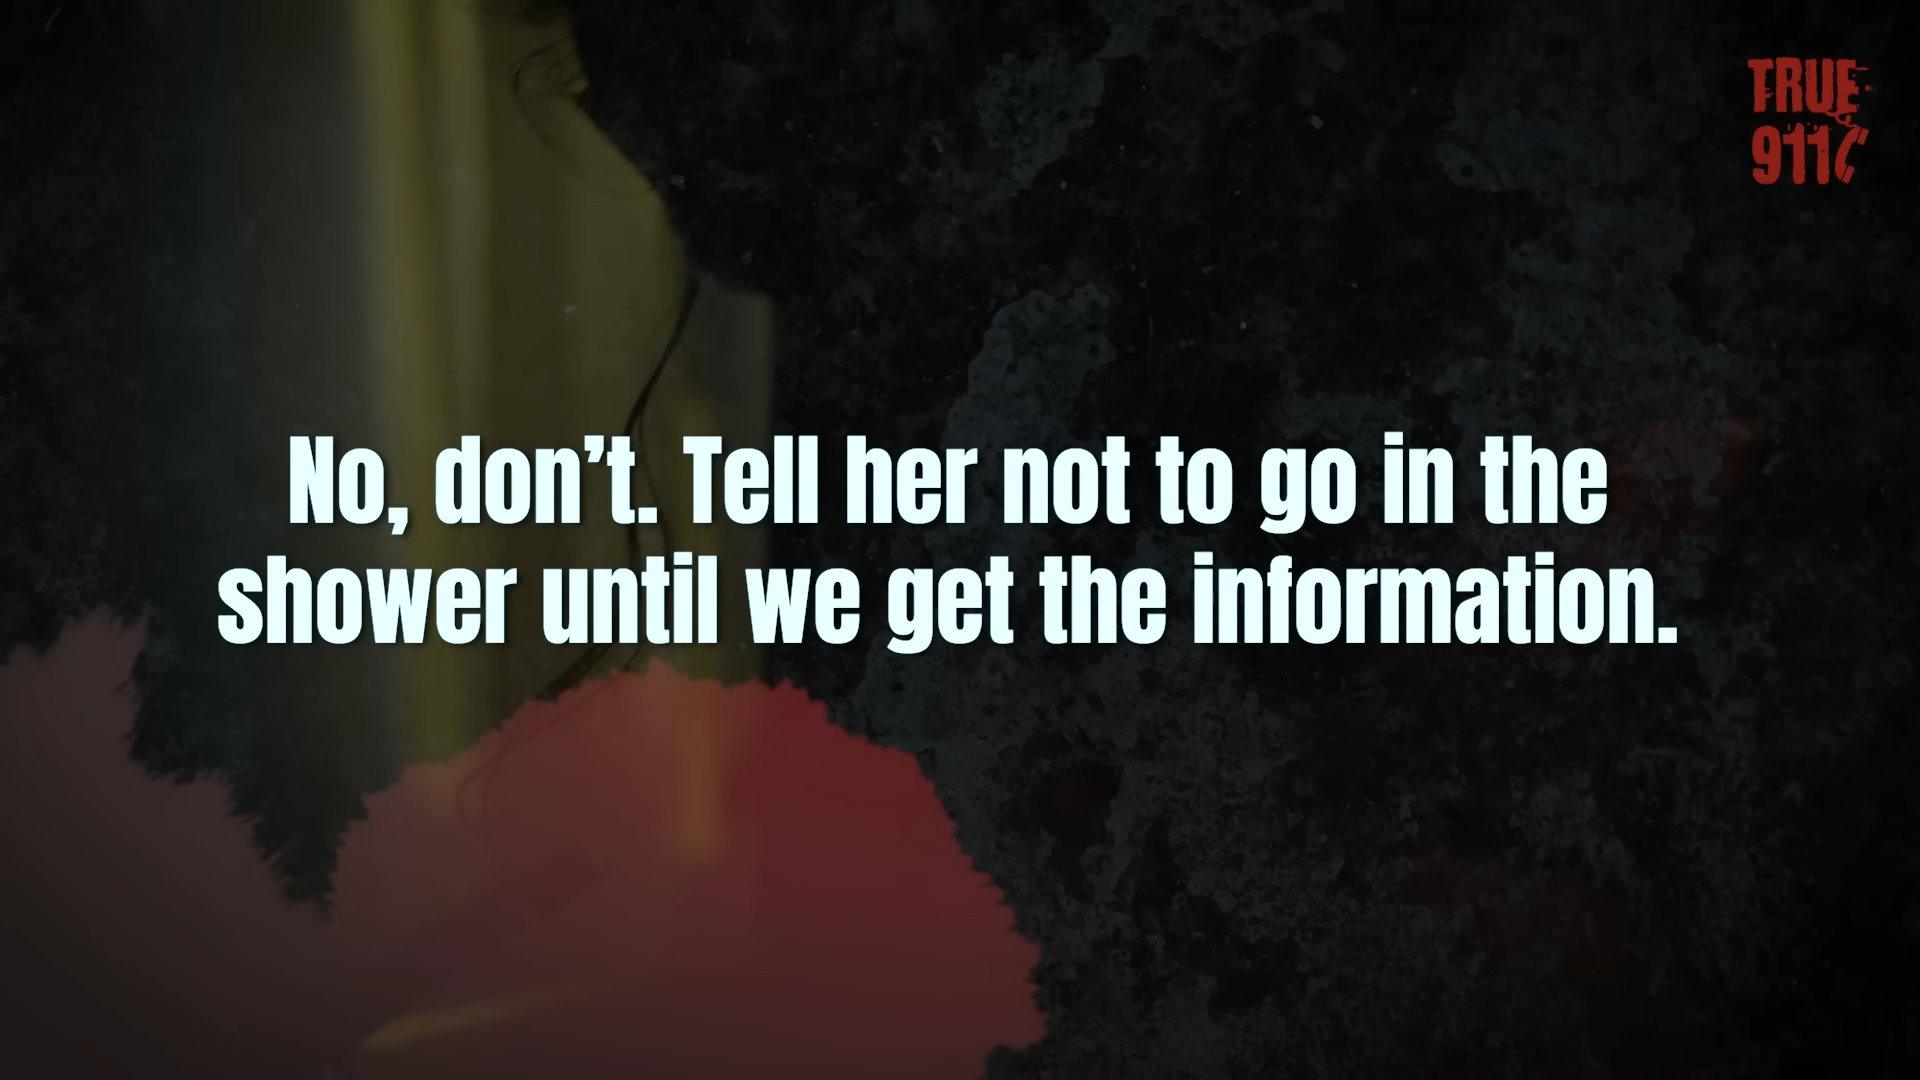 TRUE
911
No, don’t. Tell her not to go in the
shower until we get the information.